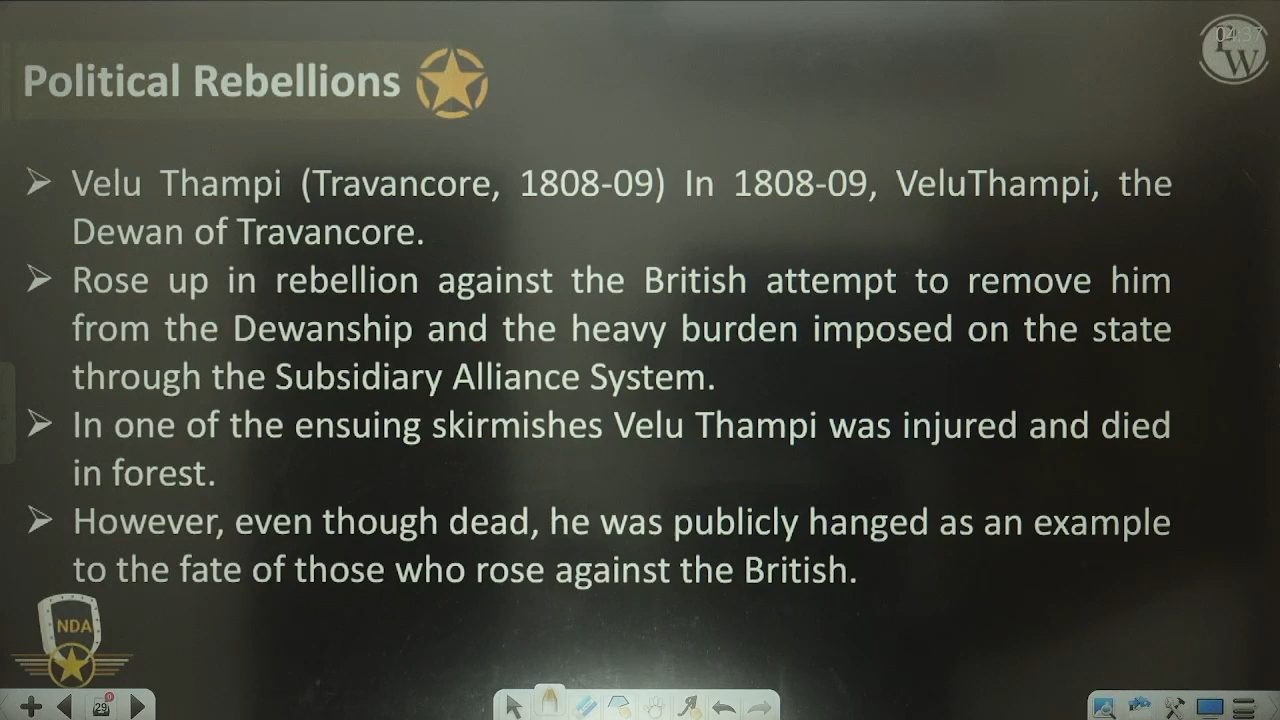 04:37
PW
Political Rebellions
➢ Velu Thampi (Travancore, 1808-09) In 1808-09, VeluThampi, the
Dewan of Travancore.
➢ Rose up in rebellion against the British attempt to remove him
from the Dewanship and the heavy burden imposed on the state
through the Subsidiary Alliance System.
➢ In one of the ensuing skirmishes Velu Thampi was injured and died
in forest.
➢ However, even though dead, he was publicly hanged as an example
to the fate of those who rose against the British.
NDA
29